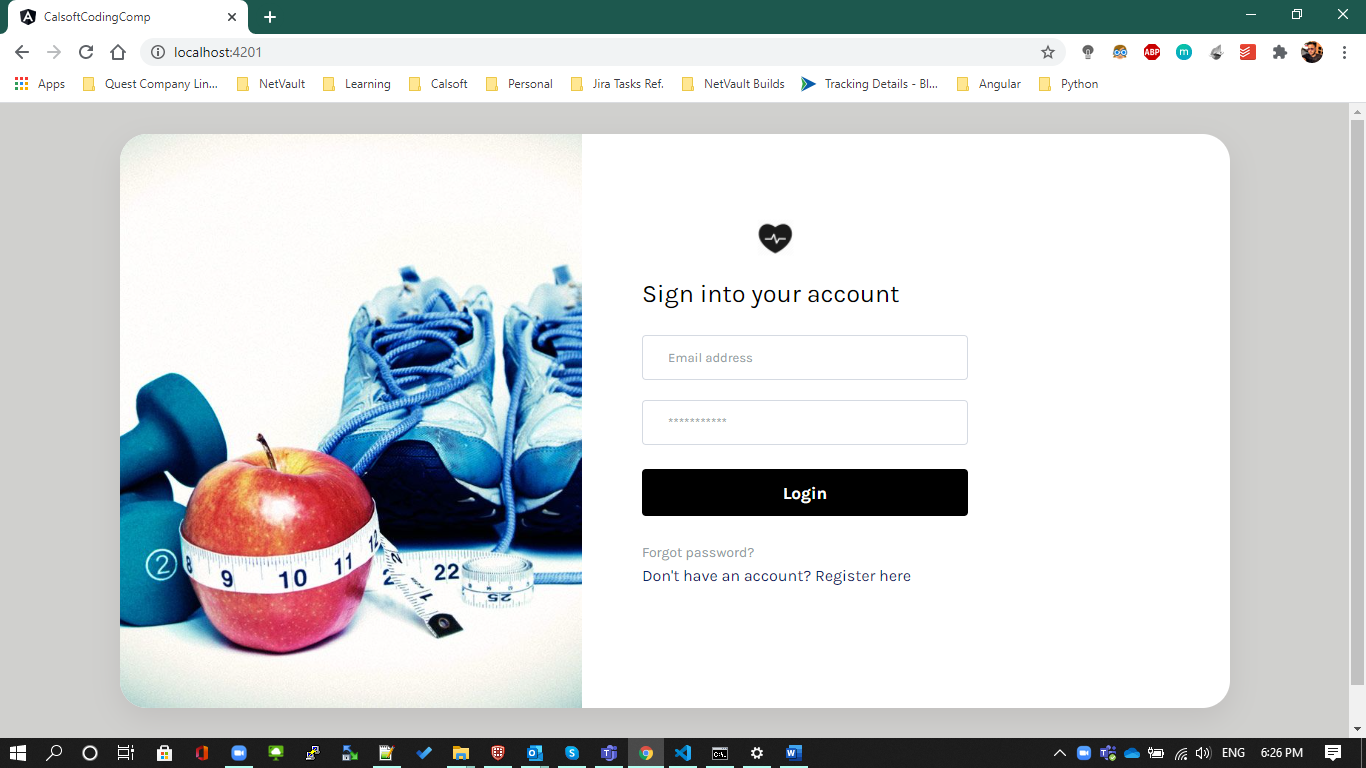 CalsoftCodingComp
localhost:4201
ABP
m
Apps
Quest Company Lin...
NetVault
Learning
Calsoft
Personal
Jira Tasks Ref.
NetVault Builds
Tracking Details - Bl...
Angular
Python
Sign into your account
Email address
***********
Login
Forgot password?
Don't have an account? Register here
2
8 9 10 11 12
22
25
1
ENG
6:26 PM